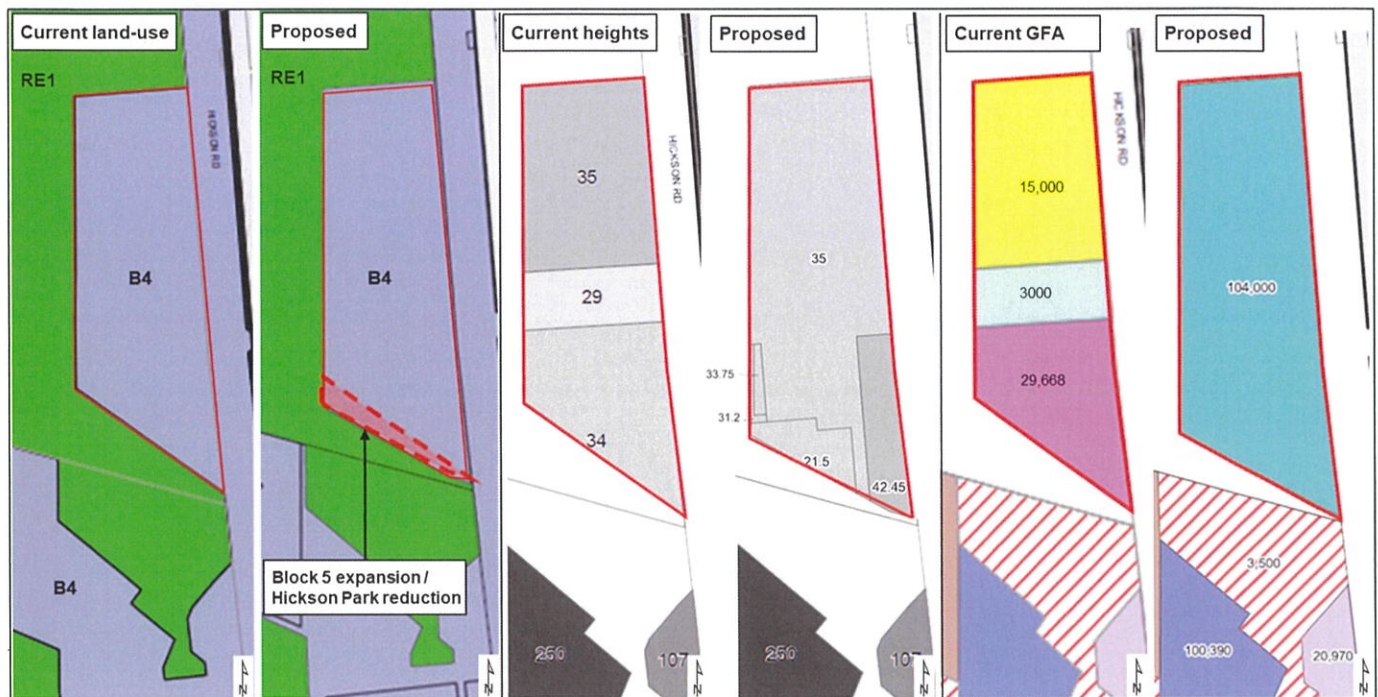 Current land-use
RE1
HICKSON RD
B4
B4
N
Proposed
RE1
B4
Block 5 expansion /
Hickson Park reduction
N
Current heights
35
HICKSON RD
29
34
250
107
N
Proposed
35
33.75
31.2
21.5
42.45
250
107
N
Current GFA
HICKSON RD
15,000
3000
29,668
N
Proposed
104,000
3,500
100,390
20,970
N